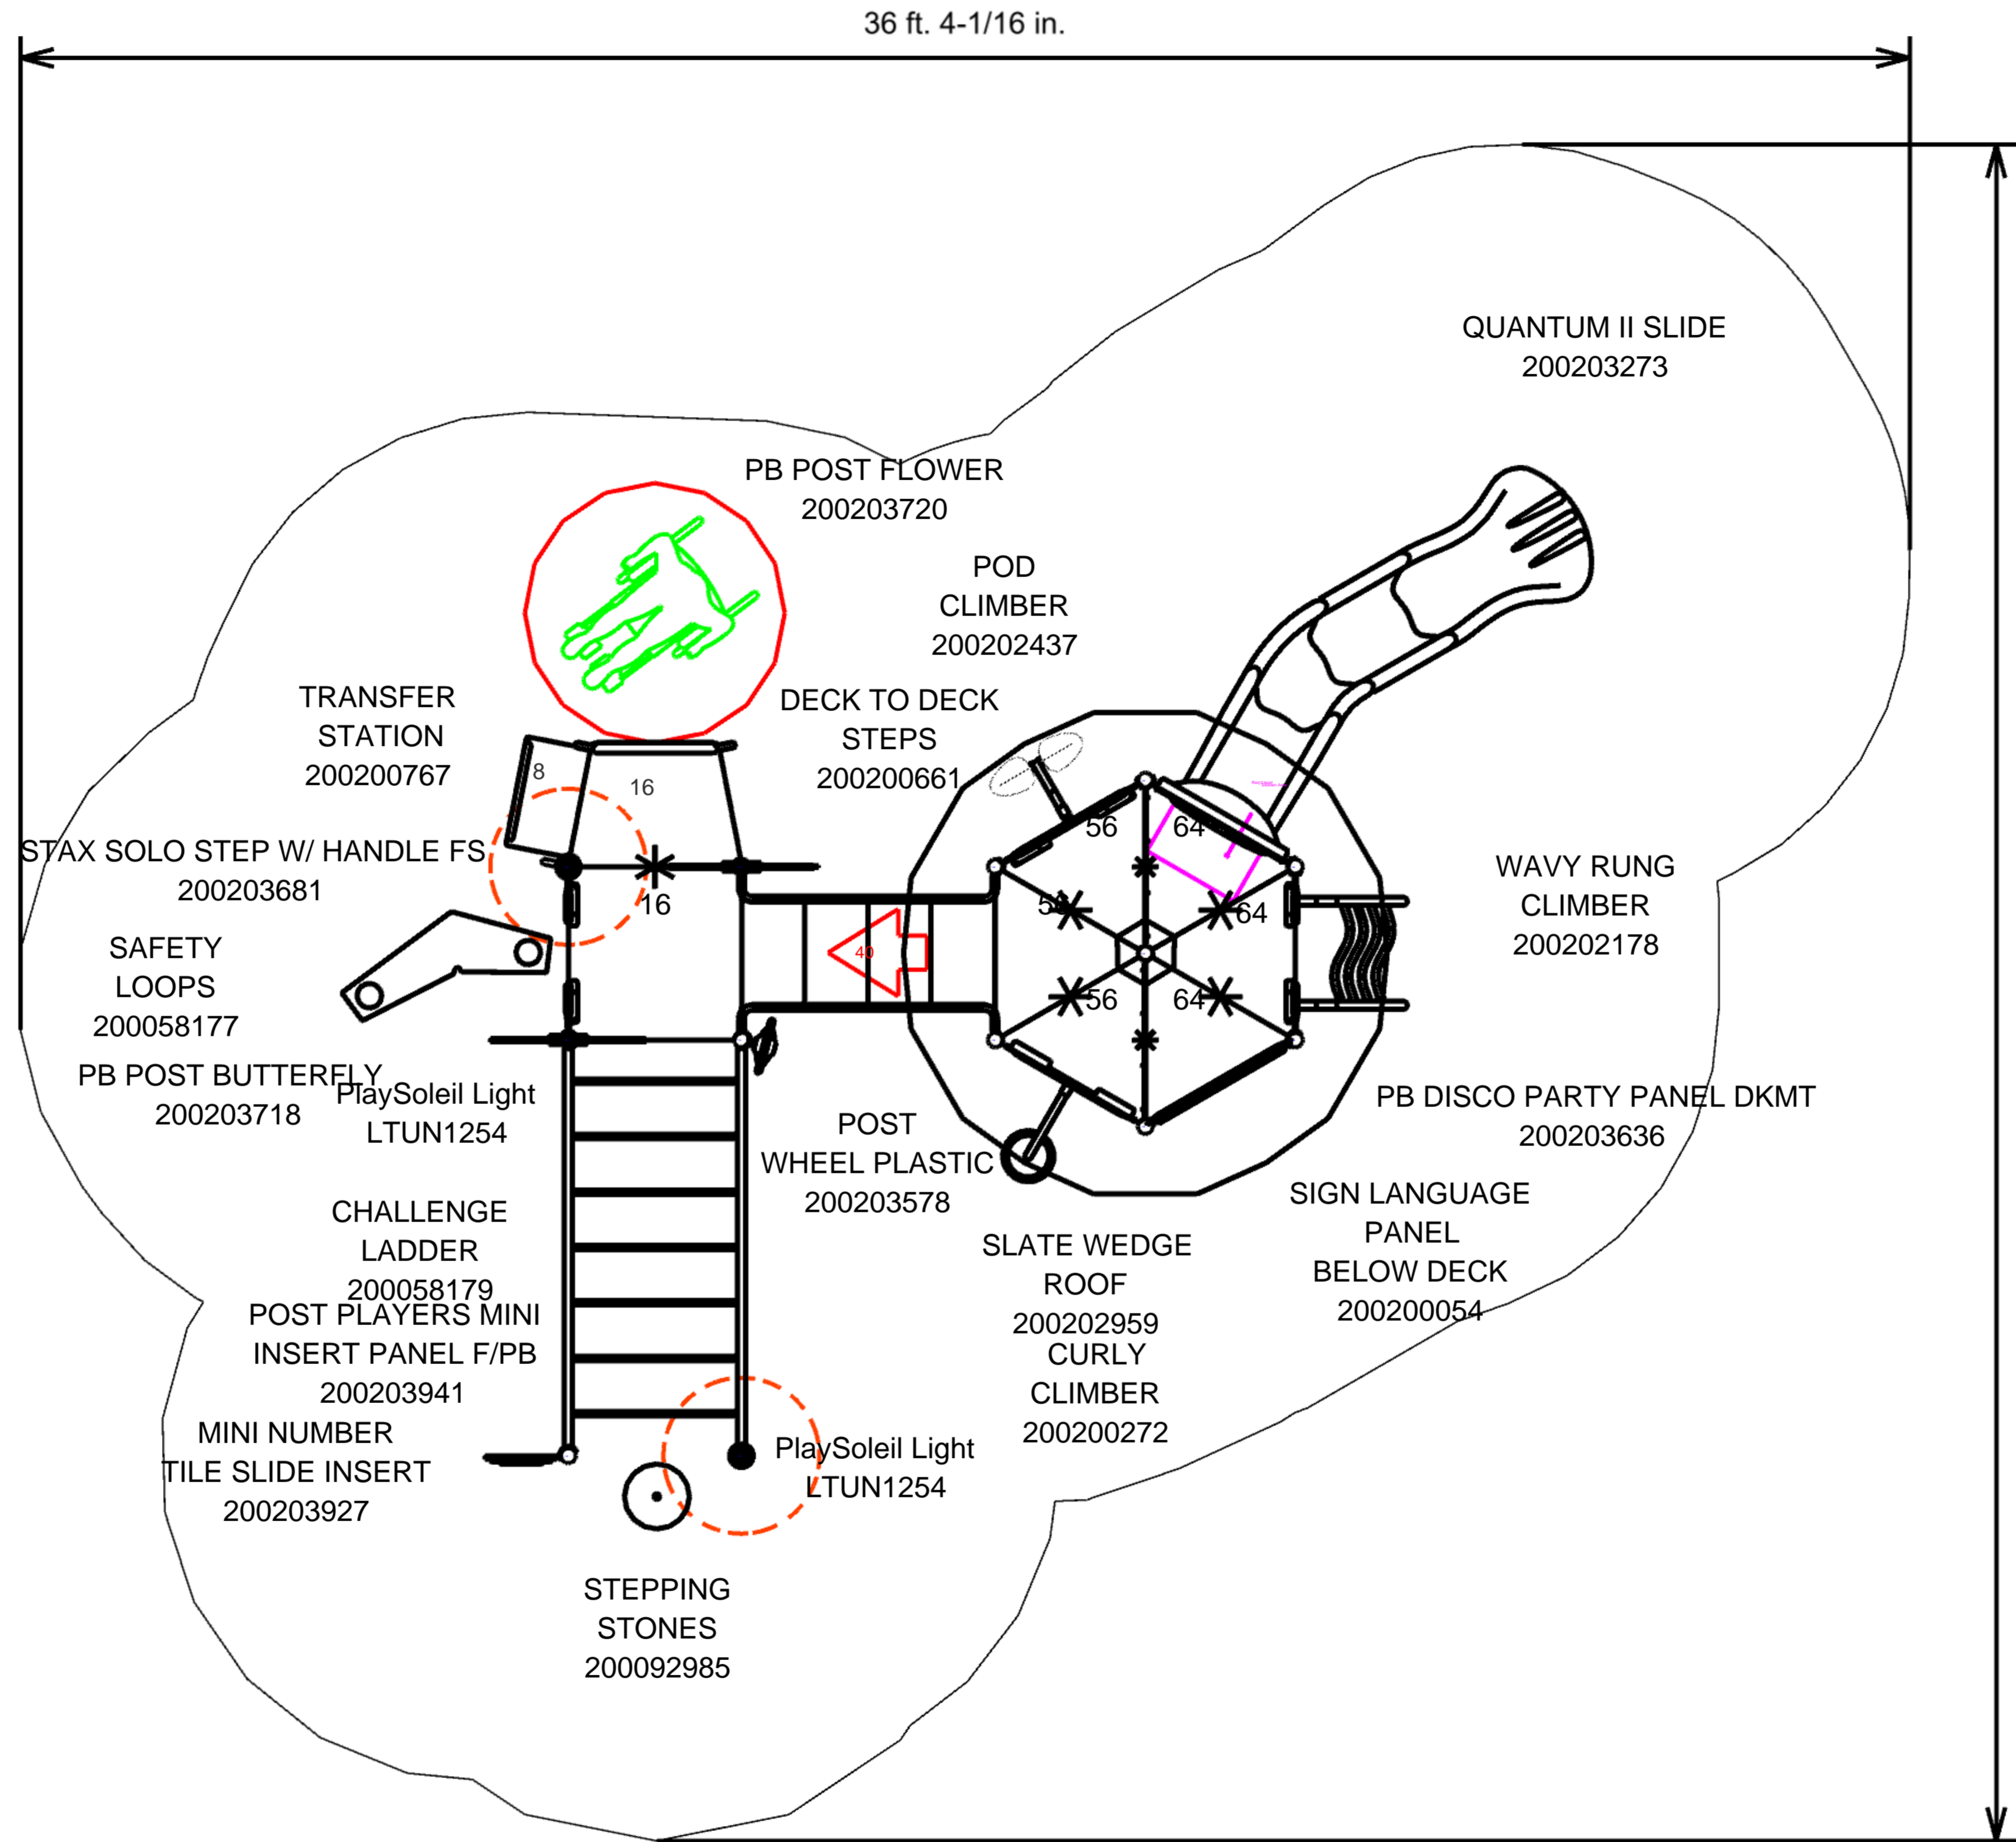 36 ft. 4-1/16 in.
QUANTUM II SLIDE
200203273
PB POST FLOWER
200203720
POD
CLIMBER
200202437
TRANSFER
STATION
200200767
DECK TO DECK
STEPS
200200661
8
16
56
64
STAX SOLO STEP W/ HANDLE FS
200203681
16
WAVY RUNG
CLIMBER
200202178
64
40
SAFETY
LOOPS
200058177
56
64
PB POST BUTTERFLY
200203718
PlaySoleil Light
LTUN1254
PB DISCO PARTY PANEL DKMT
200203636
POST
WHEEL PLASTIC
200203578
CHALLENGE
LADDER
200058179
SIGN LANGUAGE
PANEL
BELOW DECK
200200054
SLATE WEDGE
ROOF
200202959
POST PLAYERS MINI
INSERT PANEL F/PB
200203941
CURLY
CLIMBER
200200272
MINI NUMBER
TILE SLIDE INSERT
200203927
PlaySoleil Light
LTUN1254
STEPPING
STONES
200092985